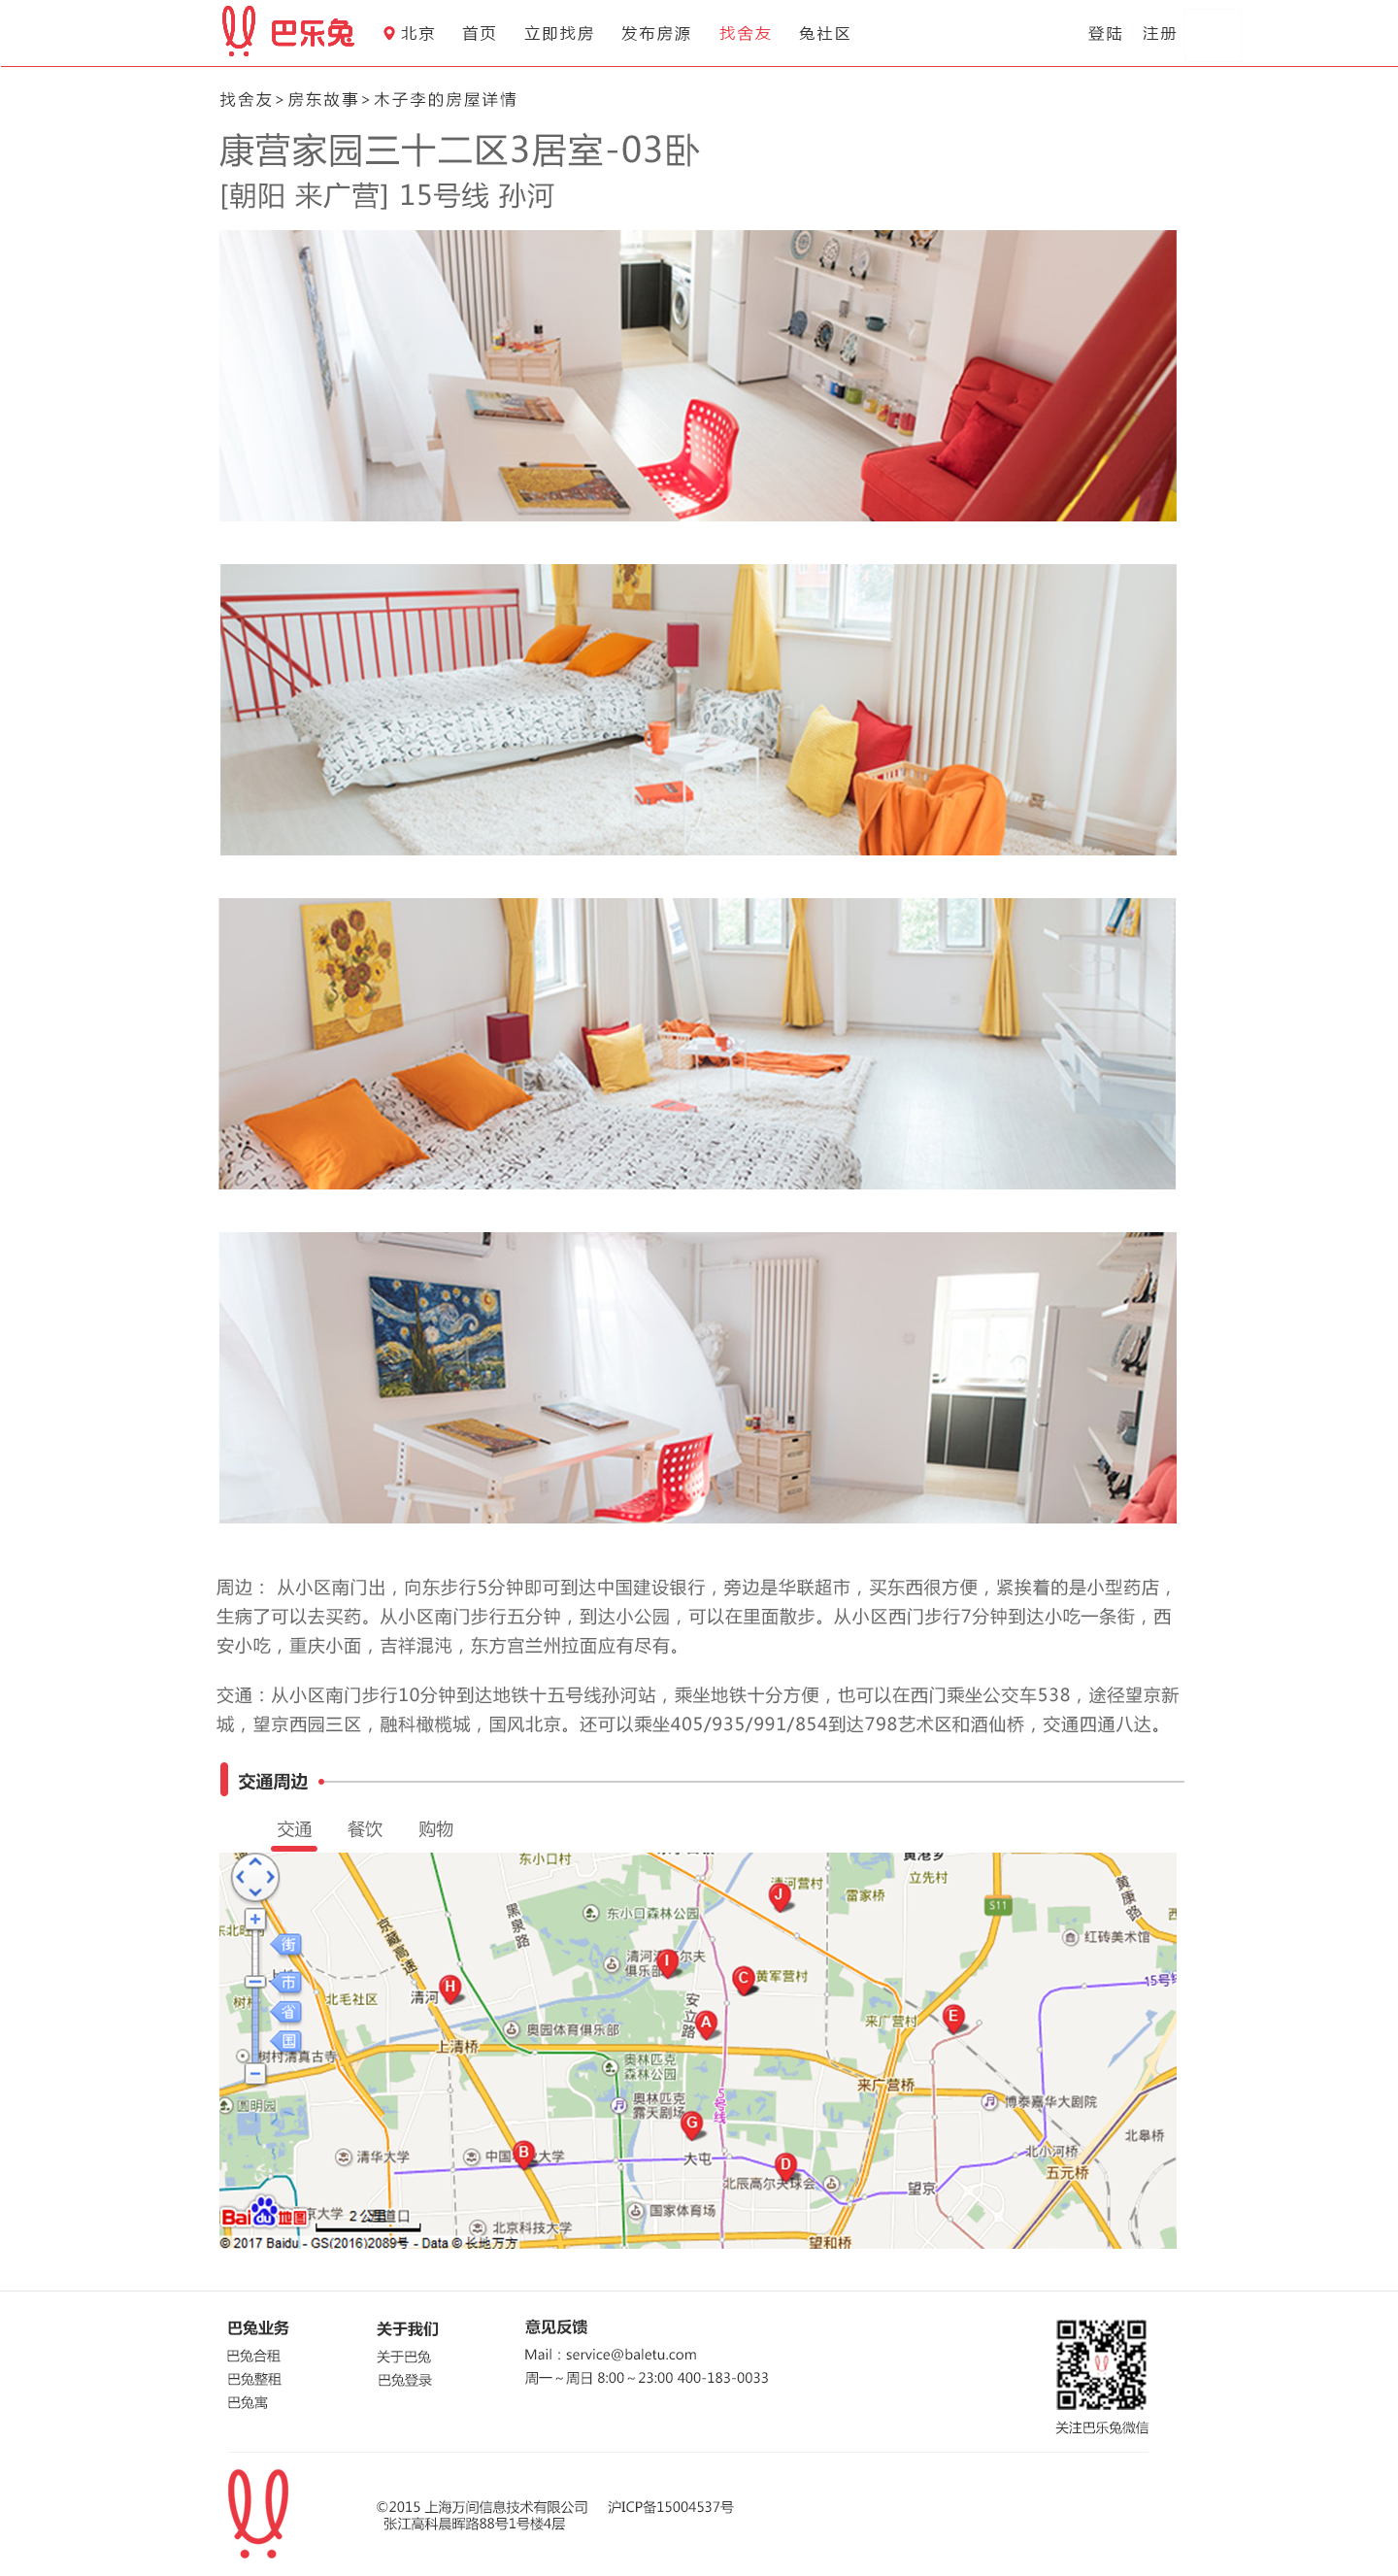 巴乐兔 北京 首页 立即找房 发布房源 找舍友 兔社区 登陆 注册
找舍友>房东故事>木子李的房屋详情
康营家园三十二区3居室-03卧
[朝阳 来广营] 15号线 孙河
周边： 从小区南门出，向东步行5分钟即可到达中国建设银行，旁边是华联超市，买东西很方便，紧挨着的是小型药店，
生病了可以去买药。从小区南门步行五分钟，到达小公园，可以在里面散步。从小区西门步行7分钟到达小吃一条街，西
安小吃，重庆小面，吉祥混沌，东方宫兰州拉面应有尽有。
交通：从小区南门步行10分钟到达地铁十五号线孙河站，乘坐地铁十分方便，也可以在西门乘坐公交车538，途径望京新
城，望京西园三区，融科橄榄城，国风北京。还可以乘坐405/935/991/854到达798艺术区和酒仙桥，交通四通八达。
交通周边
交通 餐饮 购物
东小口村
黄港乡
立先村
清河营村
雷家桥
黄康路
S11
J
黑泉路
东小口森林公园
京藏高速
红砖美术馆
街
I
C
黄军营村
俱乐部
市
H
清河
北毛社区
安立路
15号线
省
A
E
来广营村
奥园体育俱乐部
国
上清桥
树村清真古寺
奥林匹克
森林公园
来广营桥
圆明园
奥林匹克
露天剧场
5号线
博泰嘉华大剧院
G
北皋桥
清华大学
B
大屯
D
北小河桥
北辰高尔夫球会
望京
五元桥
Bai 地图
2 公里
国家体育场
北京科技大学
望和桥
© 2017 Baidu - GS(2016)2089号 - Data © 长地万方
巴兔业务 关于我们 意见反馈
巴兔合租 关于巴兔 Mail：service@baletu.com
巴兔整租 巴兔登录 周一～周日 8:00～23:00 400-183-0033
巴兔寓
关注巴乐兔微信
©2015 上海万间信息技术有限公司 沪ICP备15004537号
张江高科晨晖路88号1号楼4层